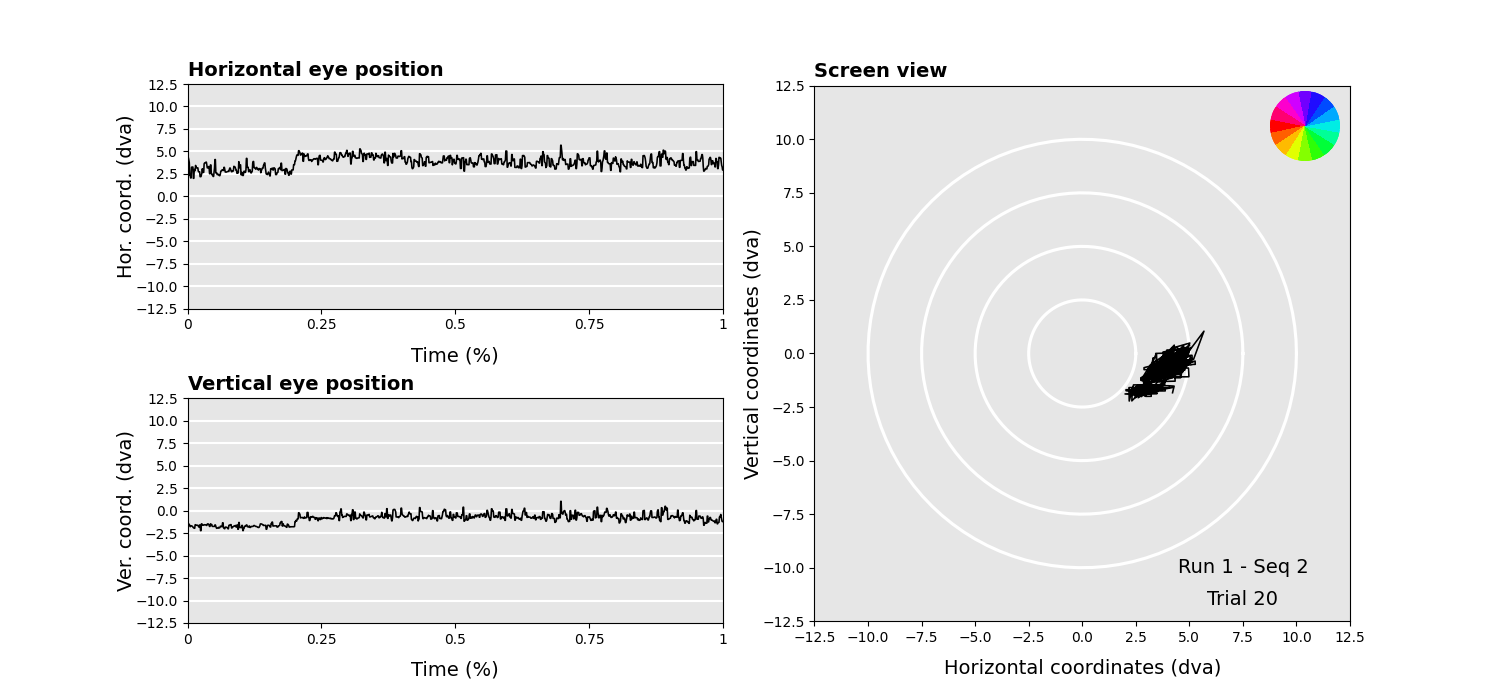 Horizontal eye position
12.5
10.0
7.5
5.0
2.5
0.0
−2.5
−5.0
−7.5
−10.0
−12.5
Hor. coord. (dva)
0 0.25 0.5 0.75 1
Time (%)
Vertical eye position
12.5
10.0
7.5
5.0
2.5
0.0
−2.5
−5.0
−7.5
−10.0
−12.5
Ver. coord. (dva)
0 0.25 0.5 0.75 1
Time (%)
Screen view
12.5
10.0
7.5
5.0
2.5
0.0
−2.5
−5.0
−7.5
−10.0
−12.5
Vertical coordinates (dva)
Run 1 - Seq 2
Trial 20
−12.5 −10.0 −7.5 −5.0 −2.5 0.0 2.5 5.0 7.5 10.0 12.5
Horizontal coordinates (dva)